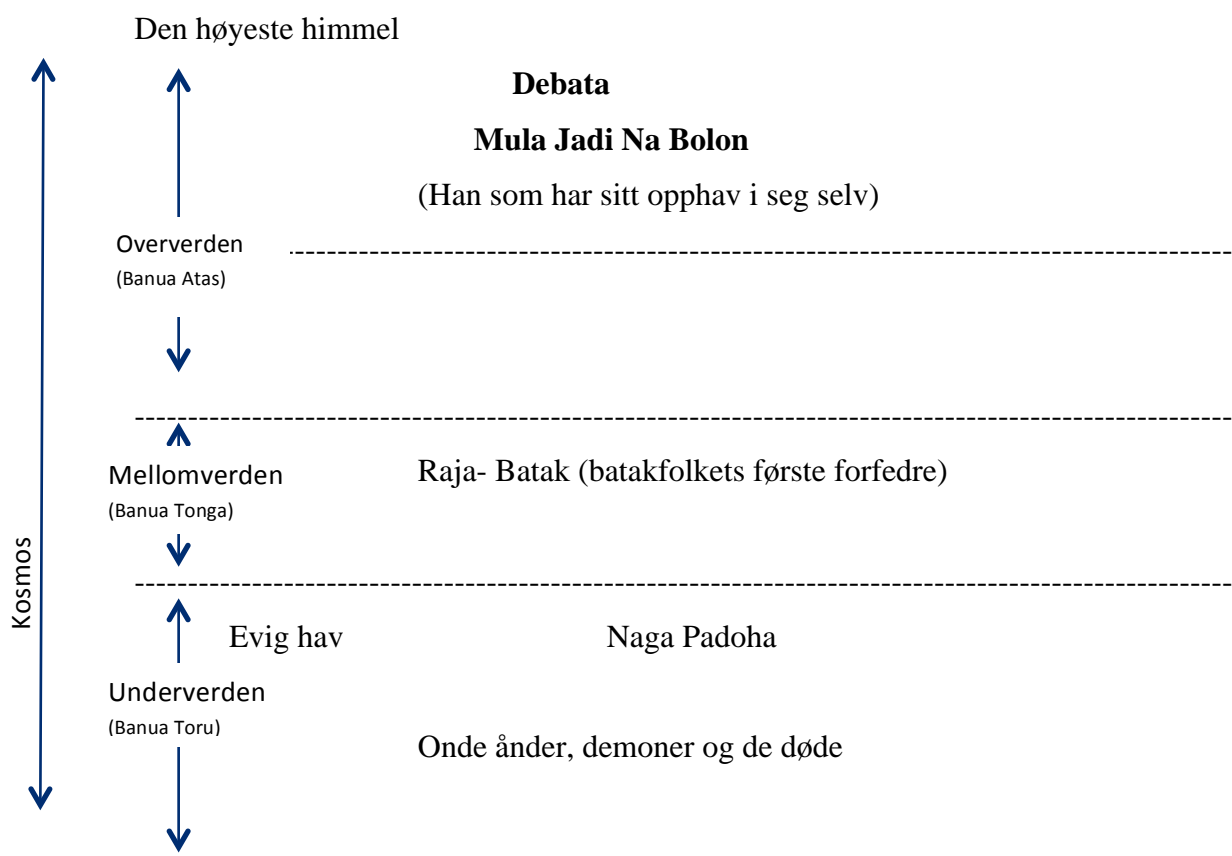 Den høyeste himmel
Debata
Mula Jadi Na Bolon
(Han som har sitt opphav i seg selv)
Oververden
(Banua Atas)
Mellomverden
(Banua Tonga)
Raja- Batak (batakfolkets første forfedre)
Kosmos
Evig hav
Naga Padoha
Underverden
(Banua Toru)
Onde ånder, demoner og de døde